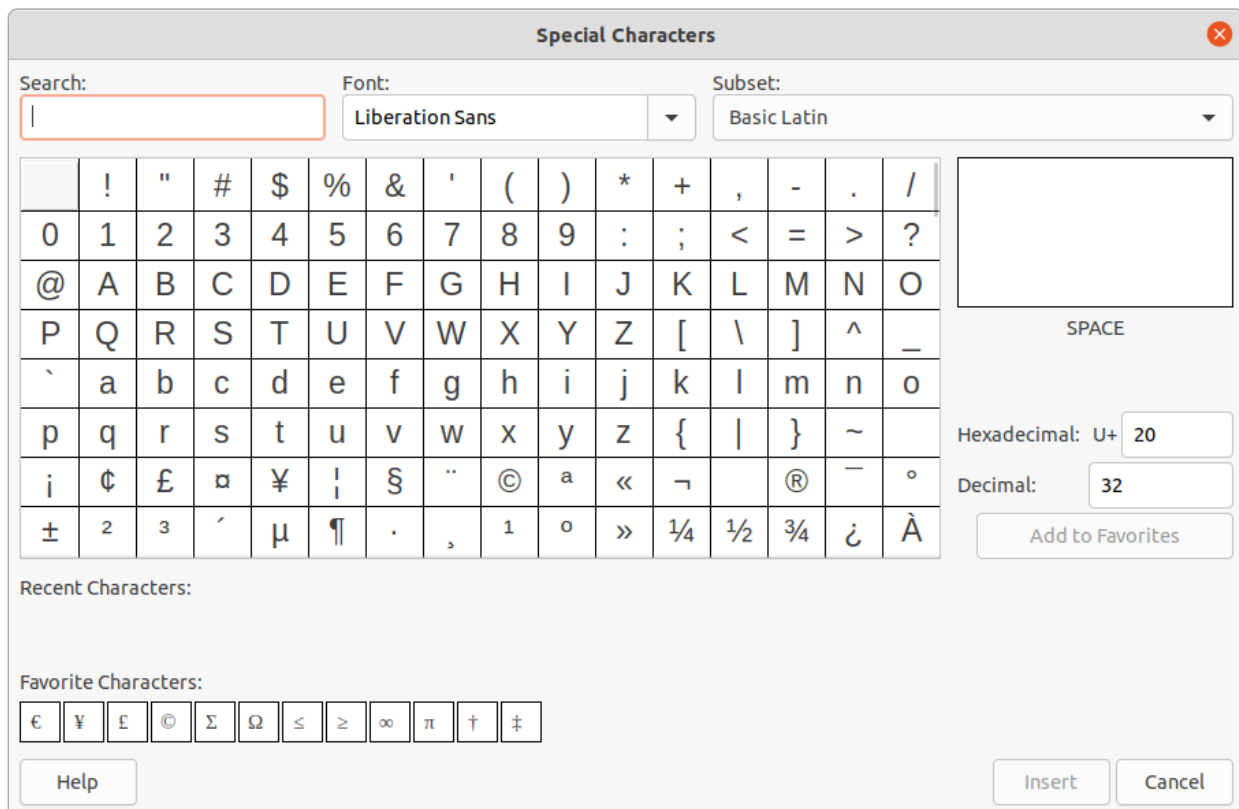 Special Characters
Search: Font: Subset:
Liberation Sans Basic Latin
! " # $ % & ' ( ) * + , - . /
0 1 2 3 4 5 6 7 8 9 : ; < = > ?
@ A B C D E F G H I J K L M N O
P Q R S T U V W X Y Z [ \ ] ^ _
SPACE
` a b c d e f g h i j k l m n o
p q r s t u v w x y z { | } ~
Hexadecimal: U+ 20
¡ ¢ £ ¤ ¥ ¦ § ¨ © ª « ¬ ® ¯ °
Decimal: 32
± ² ³ ´ µ ¶ · ¸ ¹ º » ¼ ½ ¾ ¿ À
Add to Favorites
Recent Characters:
Favorite Characters:
€ ¥ £ © Σ Ω ≤ ≥ ∞ π † ‡
Help Insert Cancel